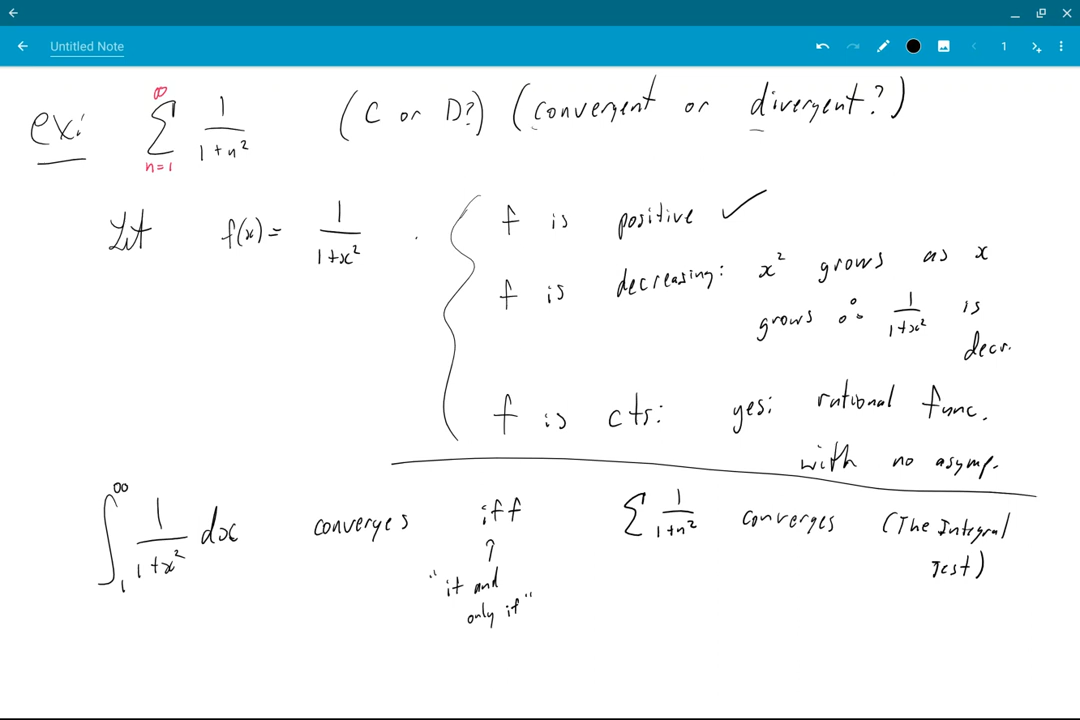 Untitled Note
1
ex: ∞∑n=1 1/(1+n²) (C or D?) (convergent or divergent?)
Let f(x) = 1/(1+x²) . { f is positive ✓
f is decreasing: x² grows as x
grows ∴ 1/(1+x²) is
decr.
f is cts: yes: rational func.
with no asymp.
∫₁^∞ 1/(1+x²) dx converges iff ∑ 1/(1+n²) converges (The Integral
Test)
?
"if and
only if"